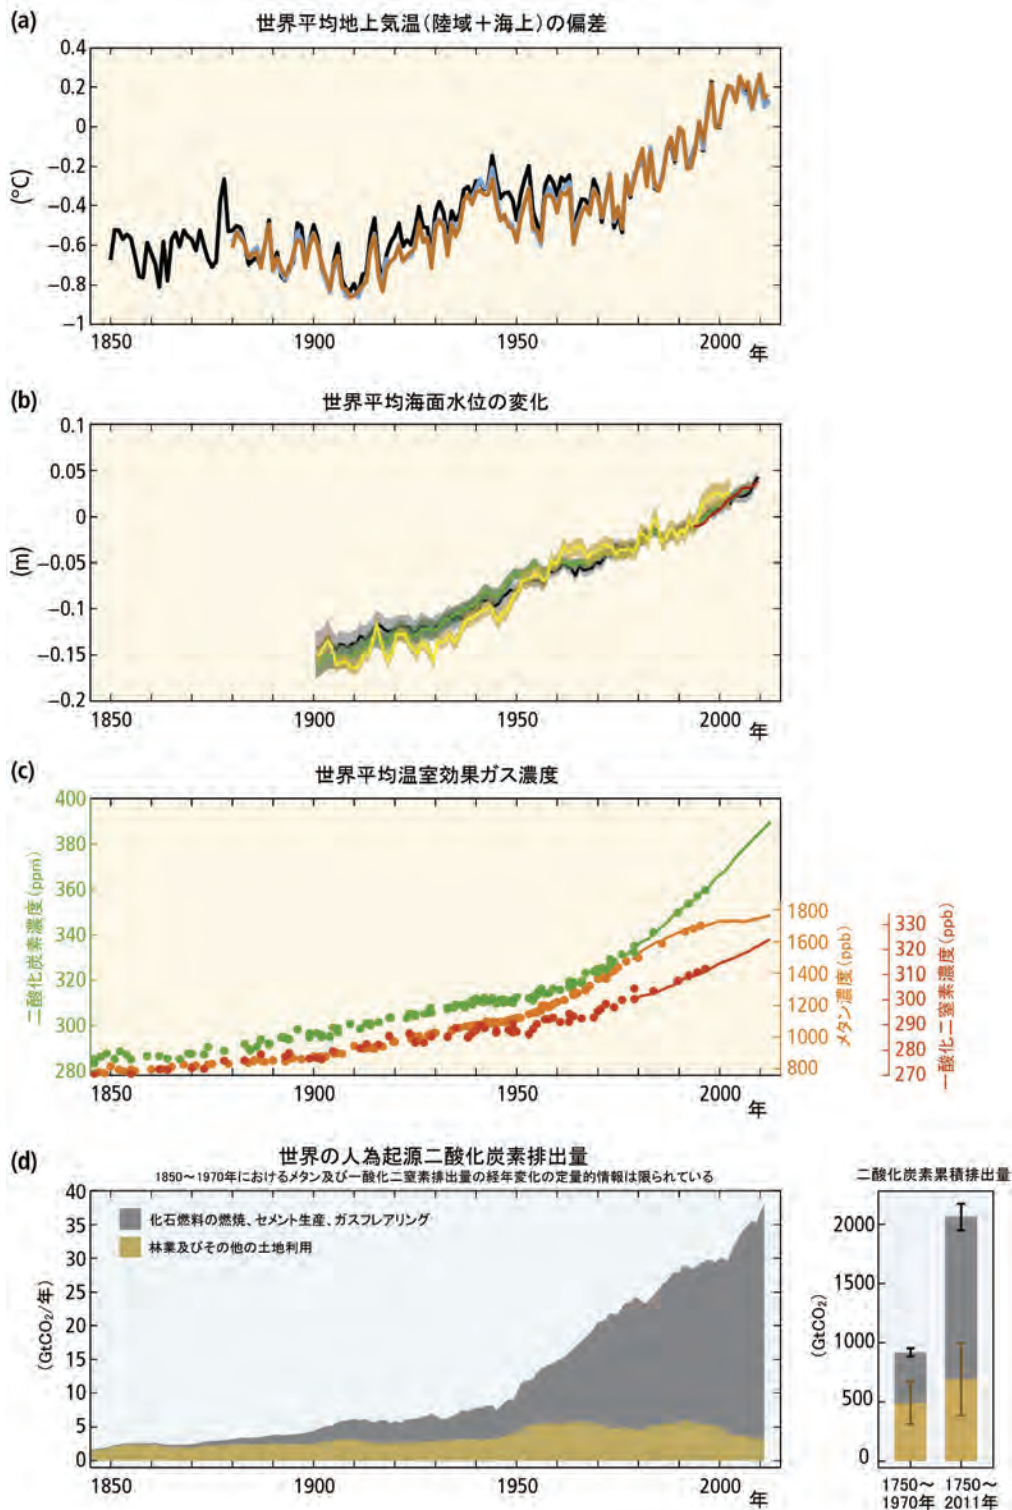 (a)
世界平均地上気温(陸域＋海上)の偏差
0.4
0.2
0
−0.2
−0.4
−0.6
−0.8
−1
(°C)
1850
1900
1950
2000
年
(b)
世界平均海面水位の変化
0.1
0.05
0
−0.05
−0.1
−0.15
−0.2
(m)
1850
1900
1950
2000
年
(c)
世界平均温室効果ガス濃度
400
380
360
340
320
300
280
二酸化炭素濃度(ppm)
1800
1600
1400
1200
1000
800
メタン濃度(ppb)
330
320
310
300
290
280
270
一酸化二窒素濃度(ppb)
1850
1900
1950
2000
年
(d)
世界の人為起源二酸化炭素排出量
1850～1970年におけるメタン及び一酸化二窒素排出量の経年変化の定量的情報は限られている
40
35
30
25
20
15
10
5
0
(GtCO₂/年)
化石燃料の燃焼、セメント生産、ガスフレアリング
林業及びその他の土地利用
1850
1900
1950
2000
年
二酸化炭素累積排出量
2000
1500
1000
500
0
(GtCO₂)
1750～
1970年
1750～
2011年